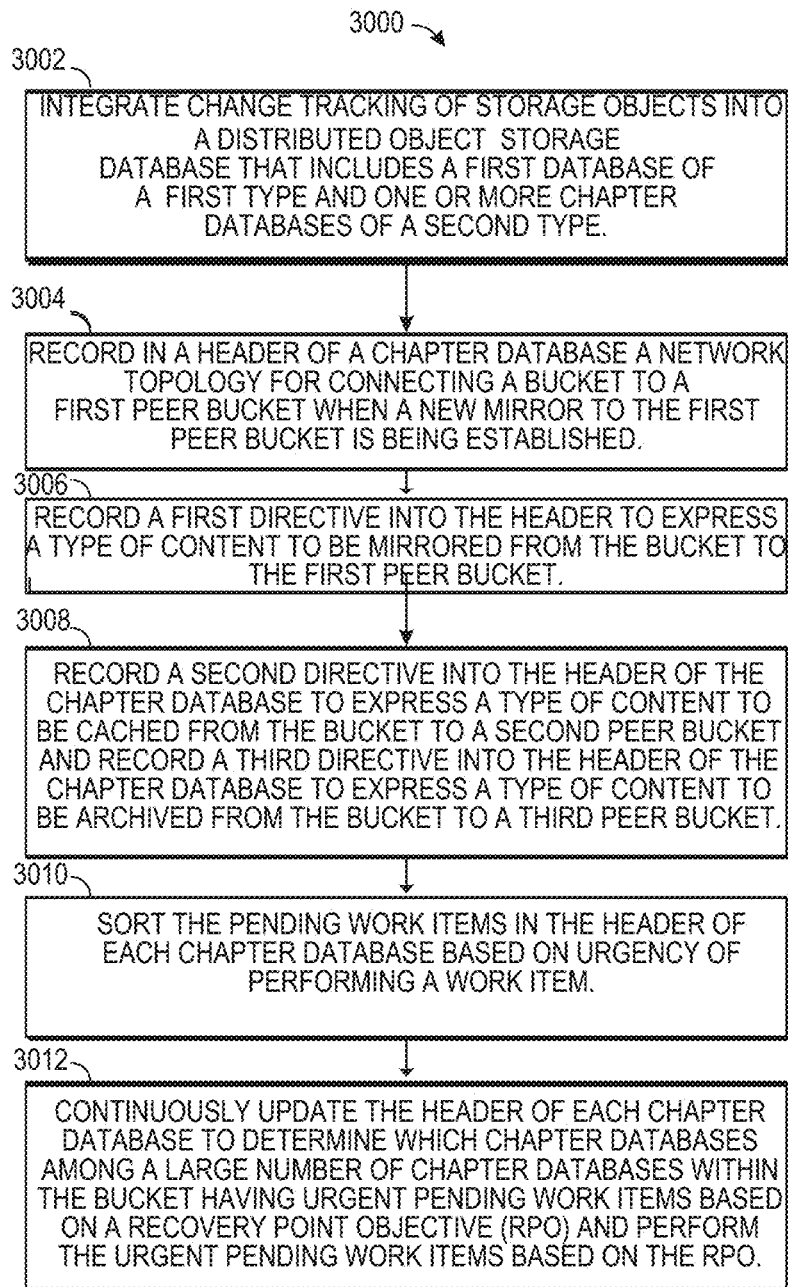 3000
3002
INTEGRATE CHANGE TRACKING OF STORAGE OBJECTS INTO
A DISTRIBUTED OBJECT STORAGE
DATABASE THAT INCLUDES A FIRST DATABASE OF
A FIRST TYPE AND ONE OR MORE CHAPTER
DATABASES OF A SECOND TYPE.
3004
RECORD IN A HEADER OF A CHAPTER DATABASE A NETWORK
TOPOLOGY FOR CONNECTING A BUCKET TO A
FIRST PEER BUCKET WHEN A NEW MIRROR TO THE FIRST
PEER BUCKET IS BEING ESTABLISHED.
3006
RECORD A FIRST DIRECTIVE INTO THE HEADER TO EXPRESS
A TYPE OF CONTENT TO BE MIRRORED FROM THE BUCKET TO
THE FIRST PEER BUCKET.
3008
RECORD A SECOND DIRECTIVE INTO THE HEADER OF THE
CHAPTER DATABASE TO EXPRESS A TYPE OF CONTENT TO
BE CACHED FROM THE BUCKET TO A SECOND PEER BUCKET
AND RECORD A THIRD DIRECTIVE INTO THE HEADER OF THE
CHAPTER DATABASE TO EXPRESS A TYPE OF CONTENT TO
BE ARCHIVED FROM THE BUCKET TO A THIRD PEER BUCKET.
3010
SORT THE PENDING WORK ITEMS IN THE HEADER OF
EACH CHAPTER DATABASE BASED ON URGENCY OF
PERFORMING A WORK ITEM.
3012
CONTINUOUSLY UPDATE THE HEADER OF EACH CHAPTER
DATABASE TO DETERMINE WHICH CHAPTER DATABASES
AMONG A LARGE NUMBER OF CHAPTER DATABASES WITHIN
THE BUCKET HAVING URGENT PENDING WORK ITEMS BASED
ON A RECOVERY POINT OBJECTIVE (RPO) AND PERFORM
THE URGENT PENDING WORK ITEMS BASED ON THE RPO.